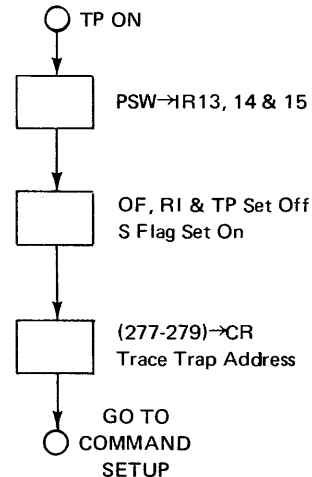 TP ON
PSW→IR13, 14 & 15
OF, RI & TP Set Off
S Flag Set On
(277-279)→CR
Trace Trap Address
GO TO
COMMAND
SETUP